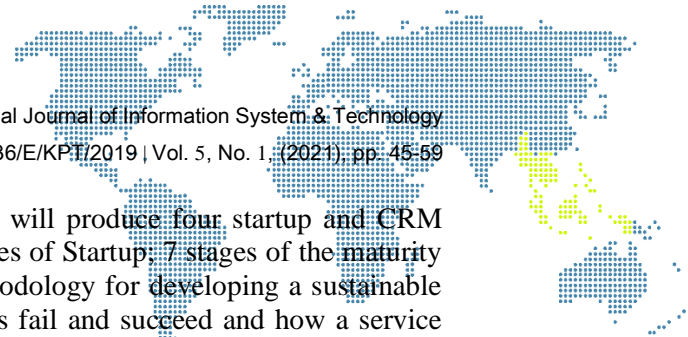 al Journal of Information System & Technology
36/E/KPT/2019 | Vol. 5, No. 1, (2021), pp. 45-59
will produce four startup and CRM
es of Startup, 7 stages of the maturity
odology for developing a sustainable
s fail and succeed and how a service